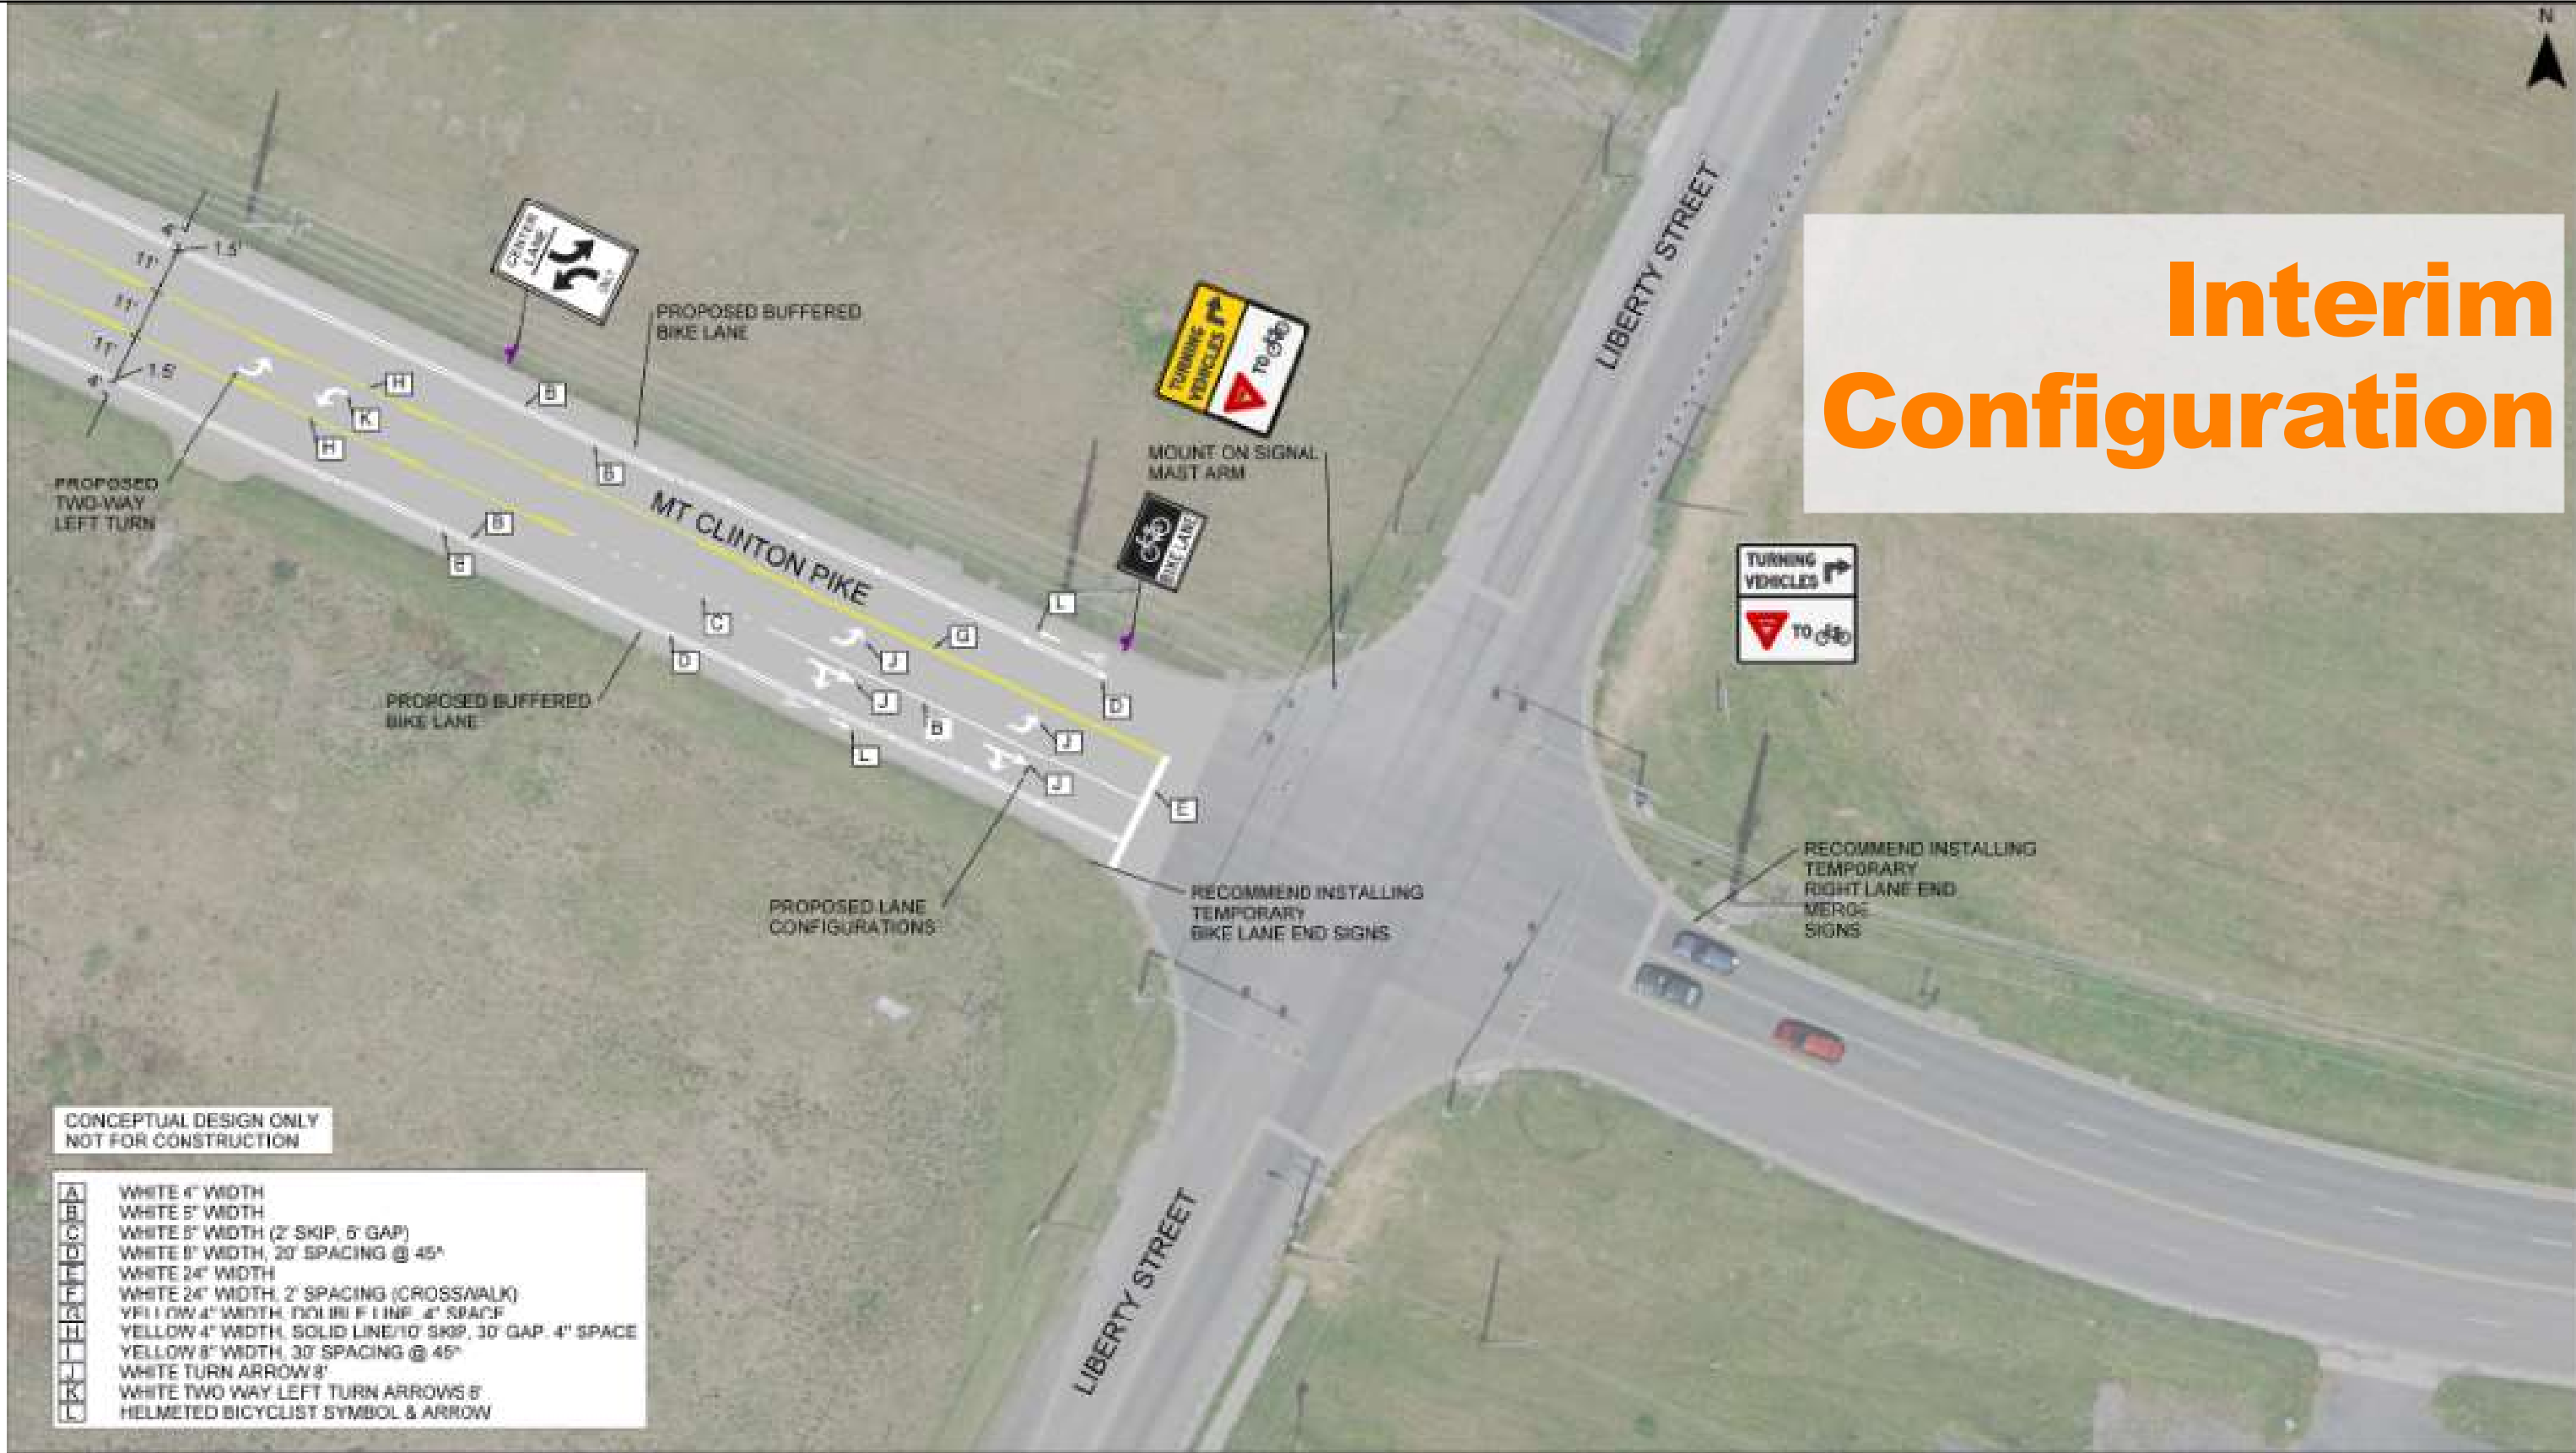 N
Interim
Configuration
4'
1.5'
11'
11'
11'
1.5'
4'
CENTER
LANE
ONLY
PROPOSED BUFFERED
BIKE LANE
TURNING
VEHICLES
TO
MOUNT ON SIGNAL
MAST ARM
BIKE LANE
LIBERTY STREET
TURNING
VEHICLES
TO
H
K
H
B
B
B
PROPOSED
TWO-WAY
LEFT TURN
MT CLINTON PIKE
C
D
L
G
J
J
B
D
J
J
L
E
PROPOSED BUFFERED
BIKE LANE
PROPOSED LANE
CONFIGURATIONS
RECOMMEND INSTALLING
TEMPORARY
BIKE LANE END SIGNS
RECOMMEND INSTALLING
TEMPORARY
RIGHT LANE END
MERGE
SIGNS
LIBERTY STREET
CONCEPTUAL DESIGN ONLY
NOT FOR CONSTRUCTION
A WHITE 4" WIDTH
B WHITE 6" WIDTH
C WHITE 6" WIDTH (2' SKIP, 6' GAP)
D WHITE 8" WIDTH, 20' SPACING @ 45°
E WHITE 24" WIDTH
F WHITE 24" WIDTH, 2' SPACING (CROSSWALK)
G YELLOW 4" WIDTH, DOUBLE LINE, 4" SPACE
H YELLOW 4" WIDTH, SOLID LINE/10' SKIP, 30' GAP, 4" SPACE
I YELLOW 8" WIDTH, 30' SPACING @ 45°
J WHITE TURN ARROW 8'
K WHITE TWO WAY LEFT TURN ARROWS 8'
L HELMETED BICYCLIST SYMBOL & ARROW